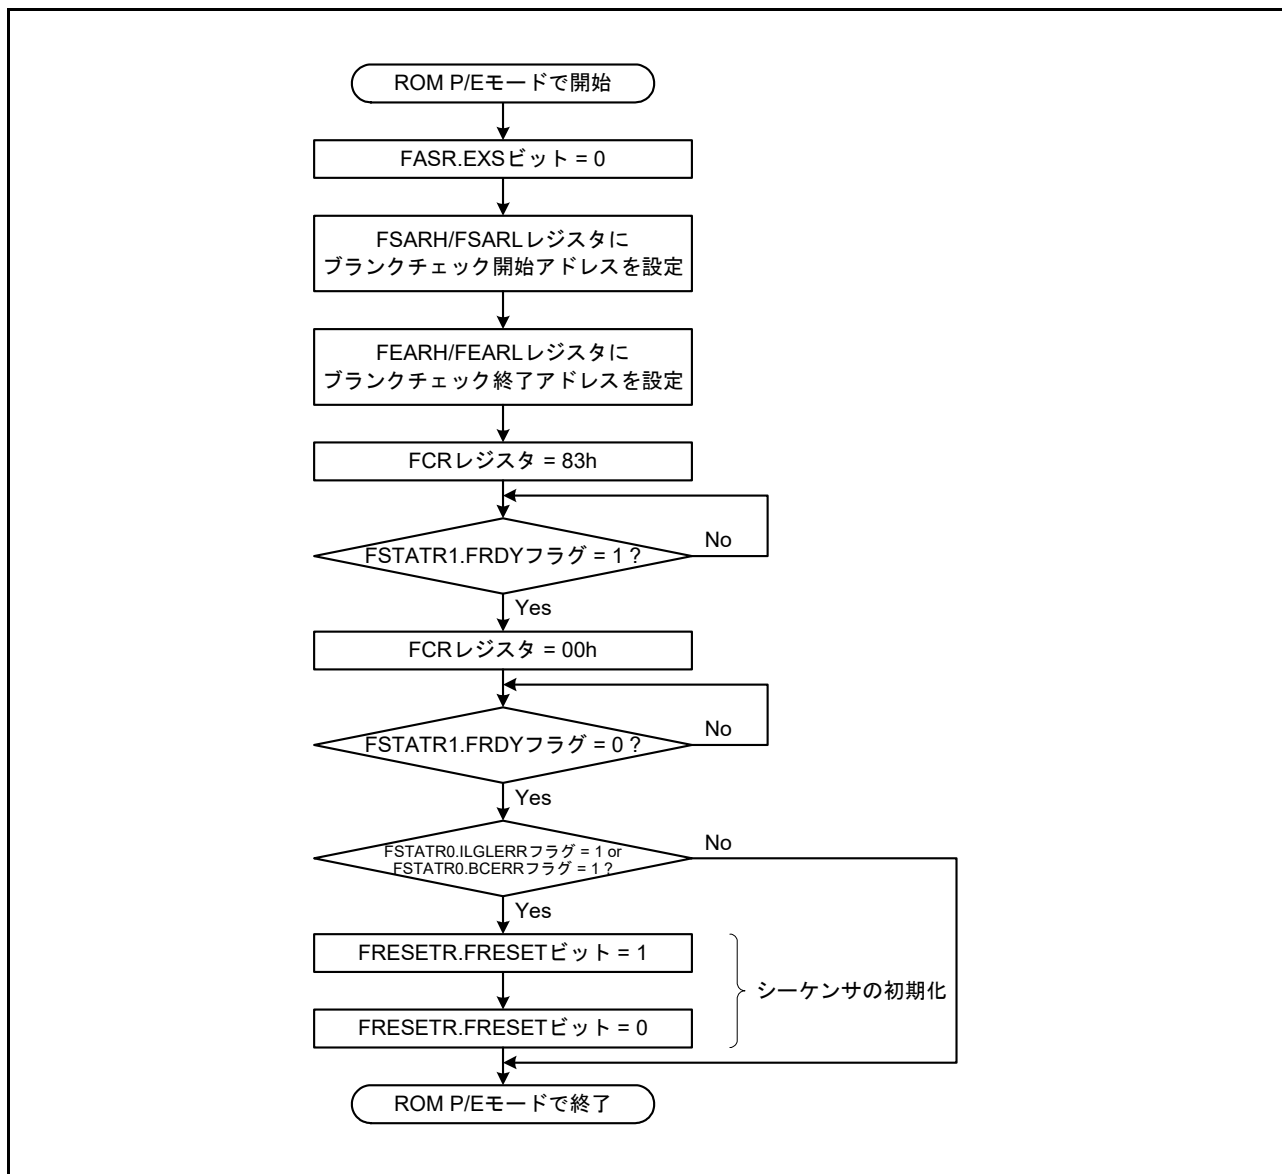 ROM P/Eモードで開始
FASR.EXSビット = 0
FSARH/FSARLレジスタに
ブランクチェック開始アドレスを設定
FEARH/FEARLレジスタに
ブランクチェック終了アドレスを設定
FCRレジスタ = 83h
FSTATR1.FRDYフラグ = 1 ?
No
Yes
FCRレジスタ = 00h
FSTATR1.FRDYフラグ = 0 ?
No
Yes
FSTATR0.ILGLERRフラグ = 1 or
FSTATR0.BCERRフラグ = 1 ?
No
Yes
FRESETR.FRESETビット = 1
シーケンサの初期化
FRESETR.FRESETビット = 0
ROM P/Eモードで終了